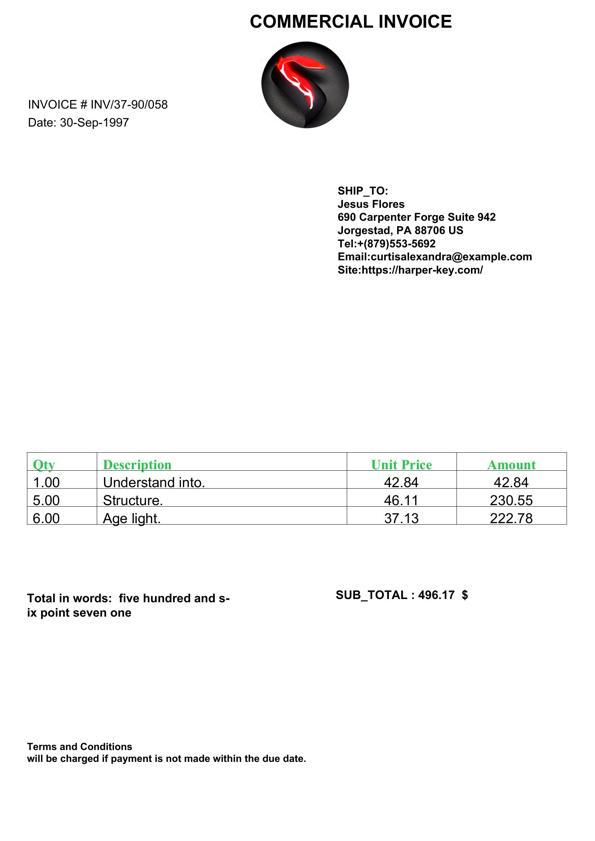 COMMERCIAL INVOICE
INVOICE # INV/37-90/058
Date: 30-Sep-1997
SHIP_TO:
Jesus Flores
690 Carpenter Forge Suite 942
Jorgestad, PA 88706 US
Tel:+(879)553-5692
Email:curtisalexandra@example.com
Site:https://harper-key.com/
Qty Description Unit Price Amount
1.00 Understand into. 42.84 42.84
5.00 Structure. 46.11 230.55
6.00 Age light. 37.13 222.78
Total in words: five hundred and s-
ix point seven one
SUB_TOTAL : 496.17 $
Terms and Conditions
will be charged if payment is not made within the due date.